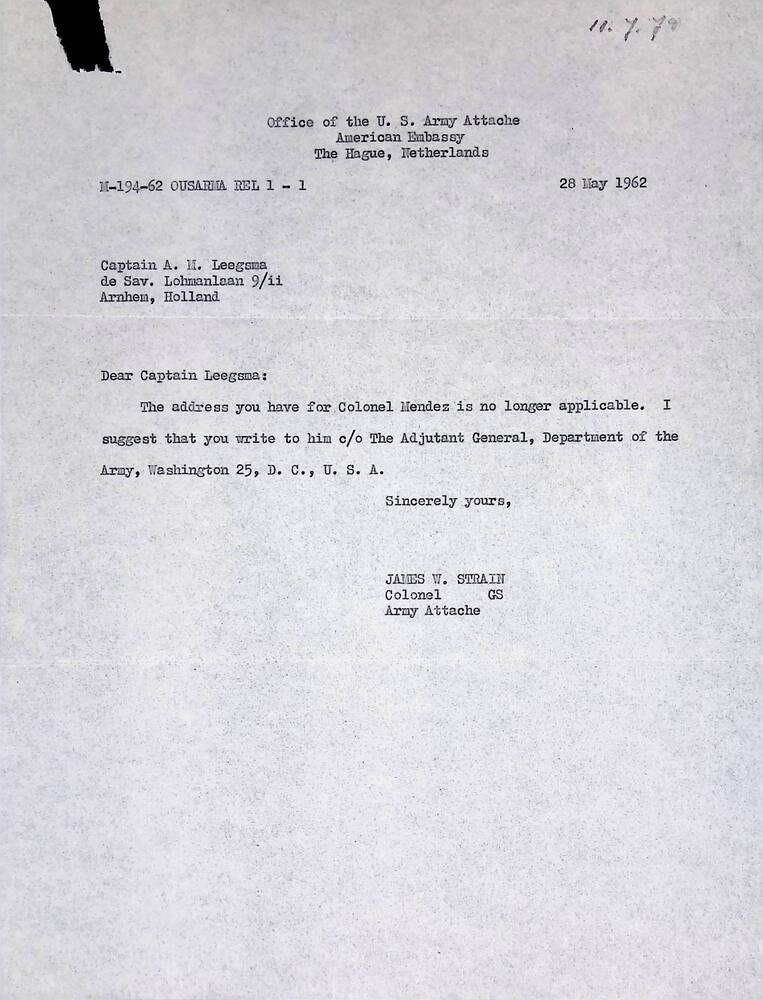 11.7.79
Office of the U. S. Army Attache
American Embassy
The Hague, Netherlands
M-194-62 OUSARMA REL 1 - 1
28 May 1962
Captain A. M. Leegsma
de Sav. Lohmanlaan 9/ii
Arnhem, Holland
Dear Captain Leegsma:
The address you have for Colonel Mendez is no longer applicable. I
suggest that you write to him c/o The Adjutant General, Department of the
Army, Washington 25, D. C., U. S. A.
Sincerely yours,
JAMES W. STRAIN
Colonel GS
Army Attache